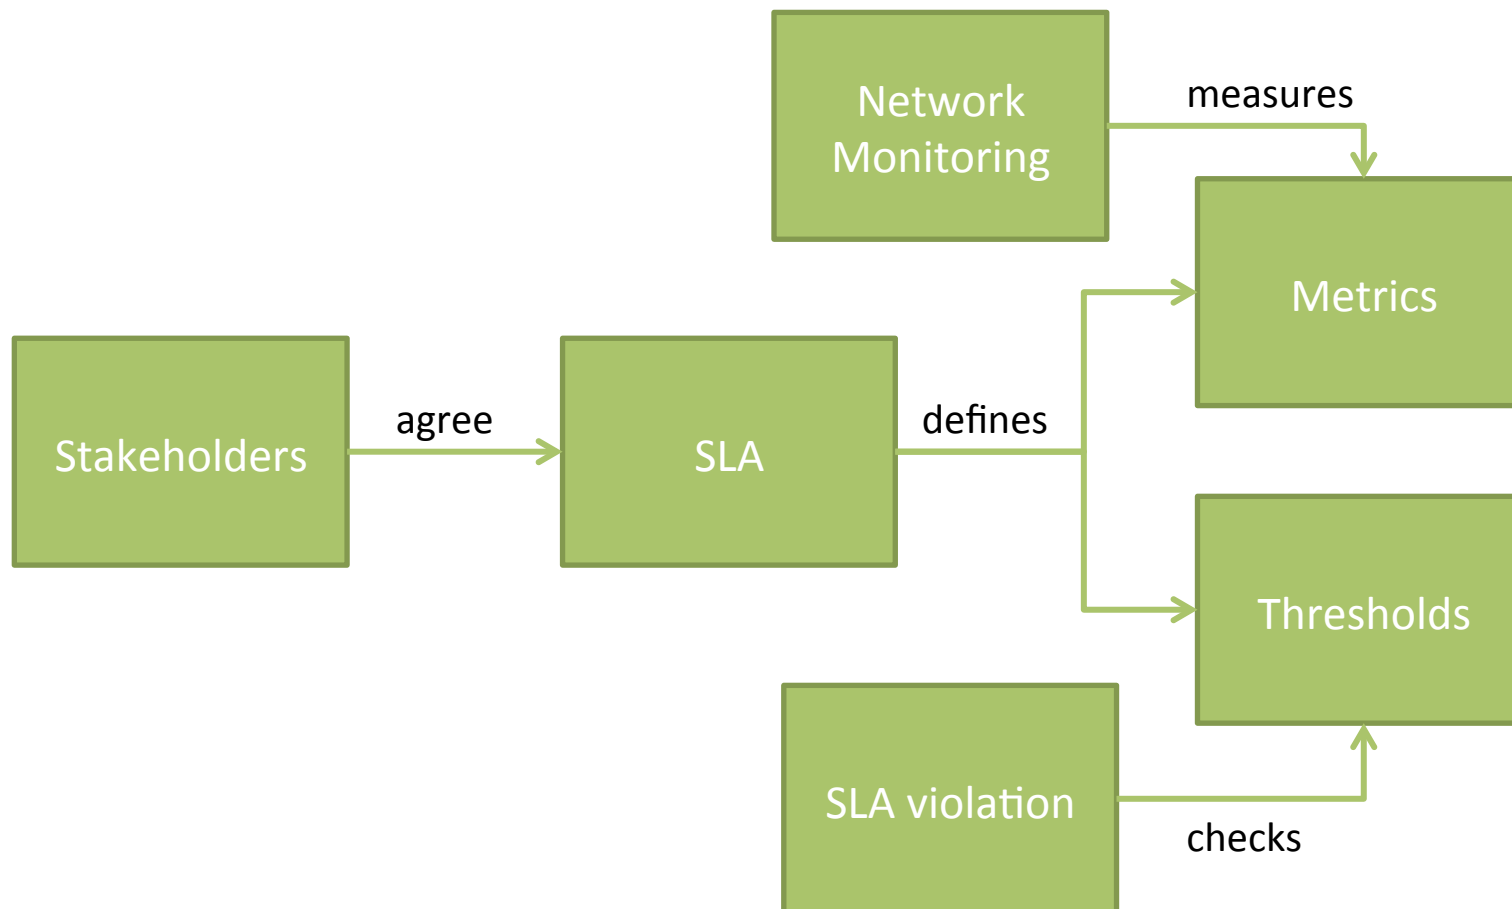 Network
Monitoring
measures
Metrics
Stakeholders
agree
SLA
defines
Thresholds
SLA violation
checks